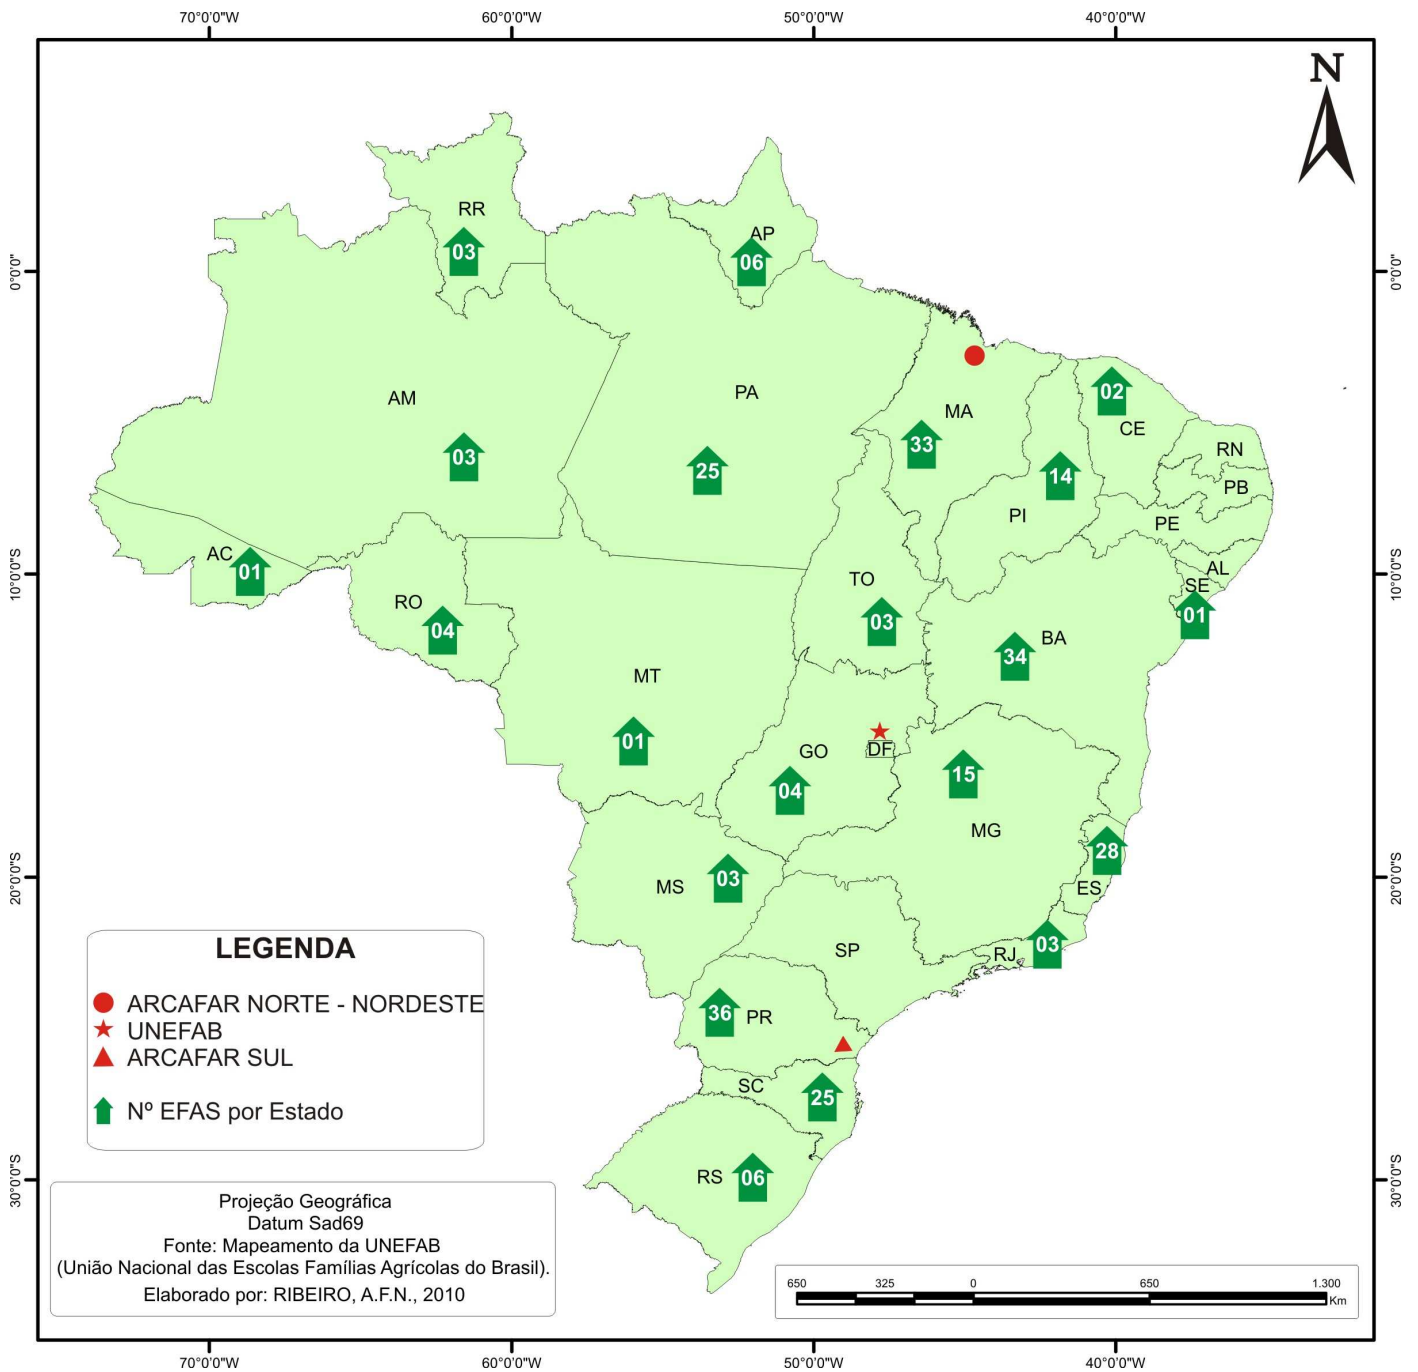 70°0'0"W 60°0'0"W 50°0'0"W 40°0'0"W
N
RR
03
AP
06
0°0'0"
0°0'0"
AM
03
PA
25
MA
33
02
CE
14
PI
RN
PB
PE
AL
SE
01
AC
01
10°0'0"S
10°0'0"S
RO
04
TO
03
BA
34
MT
01
GO
04
DF
15
MG
28
ES
20°0'0"S
20°0'0"S
MS
03
SP
RJ
03
36
PR
SC
25
RS
06
30°0'0"S
30°0'0"S
LEGENDA
ARCAFAR NORTE - NORDESTE
UNEFAB
ARCAFAR SUL
Nº EFAS por Estado
Projeção Geográfica
Datum Sad69
Fonte: Mapeamento da UNEFAB
(União Nacional das Escolas Famílias Agrícolas do Brasil).
Elaborado por: RIBEIRO, A.F.N., 2010
650 325 0 650 1.300
Km
70°0'0"W 60°0'0"W 50°0'0"W 40°0'0"W